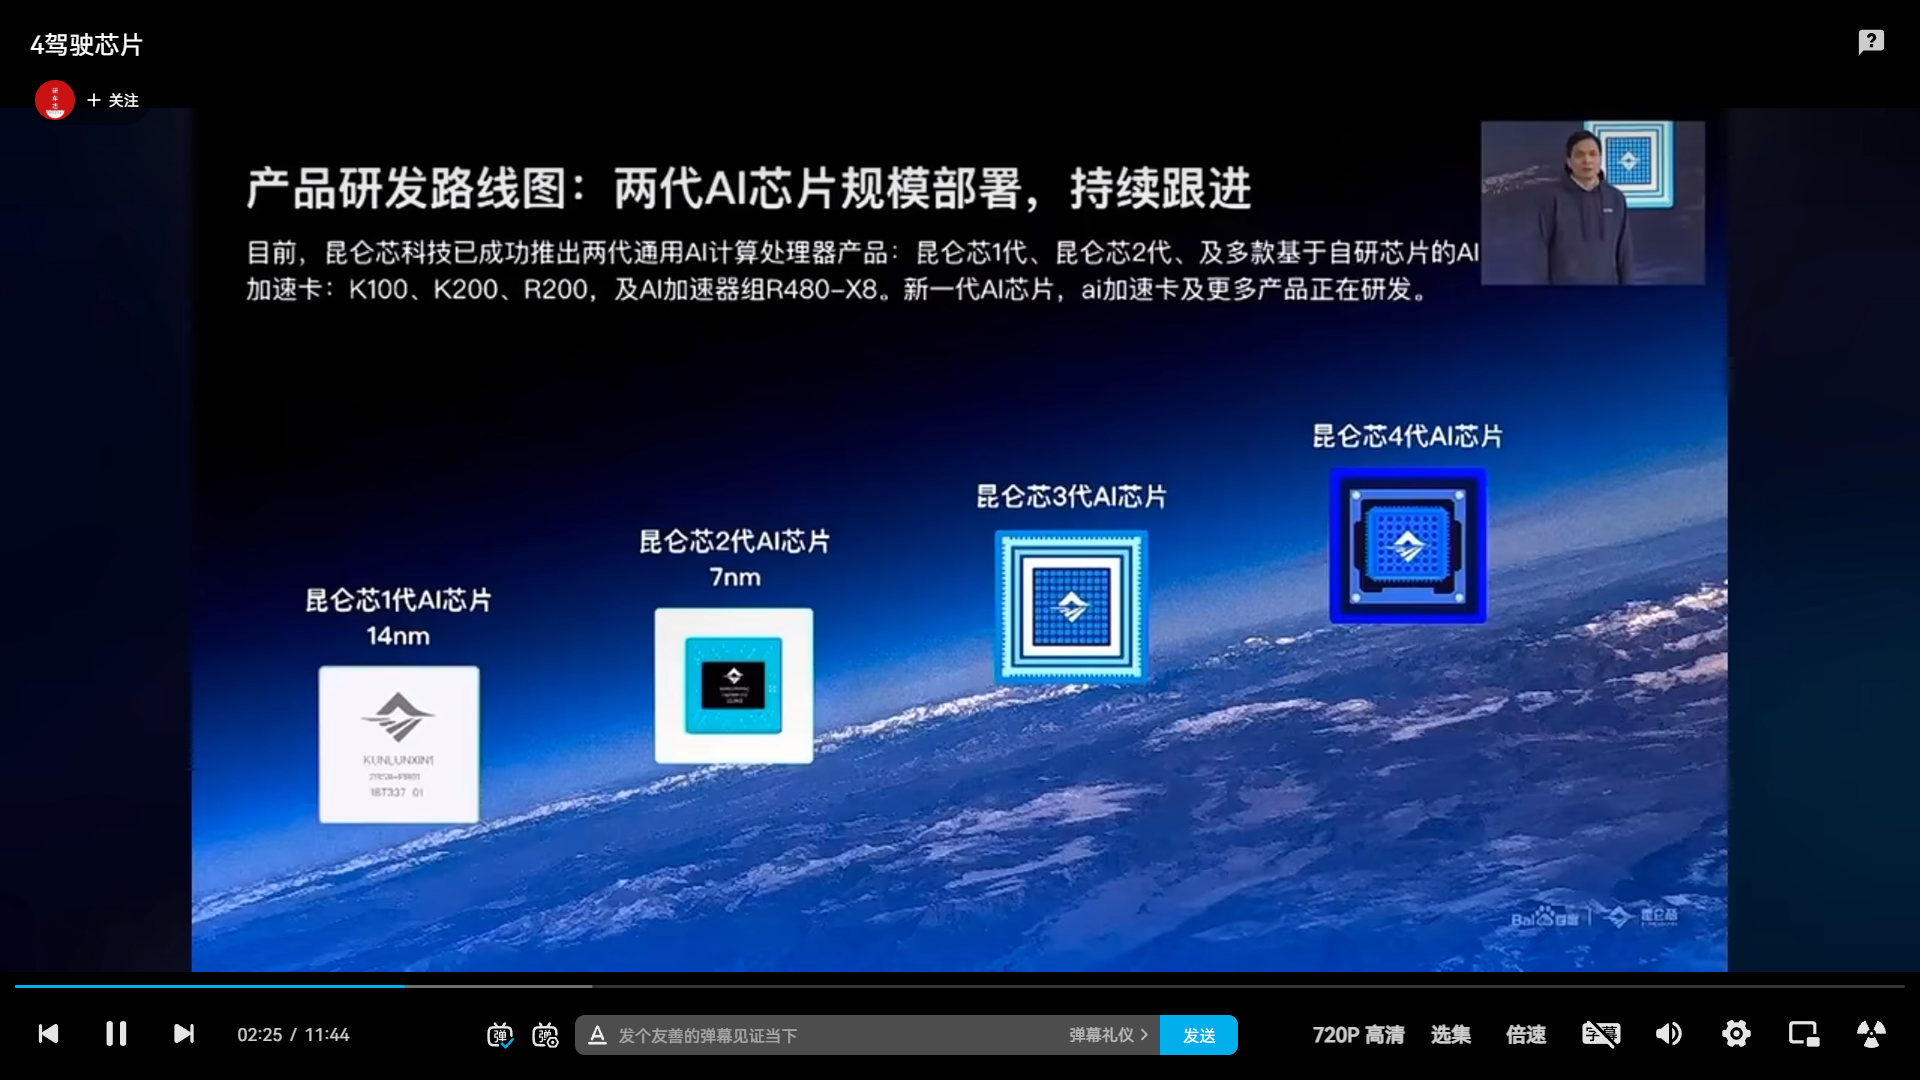 4驾驶芯片
研车志
+ 关注
产品研发路线图：两代AI芯片规模部署，持续跟进
目前，昆仑芯科技已成功推出两代通用AI计算处理器产品：昆仑芯1代、昆仑芯2代、及多款基于自研芯片的AI
加速卡：K100、K200、R200，及AI加速器组R480-X8。新一代AI芯片，ai加速卡及更多产品正在研发。
昆仑芯4代AI芯片
昆仑芯3代AI芯片
昆仑芯2代AI芯片
7nm
昆仑芯1代AI芯片
14nm
KUNLUNXIN1
Bai百度 | 昆仑芯
02:25 / 11:44
弹
弹
A 发个友善的弹幕见证当下
弹幕礼仪 >
发送
720P 高清
选集
倍速
字幕